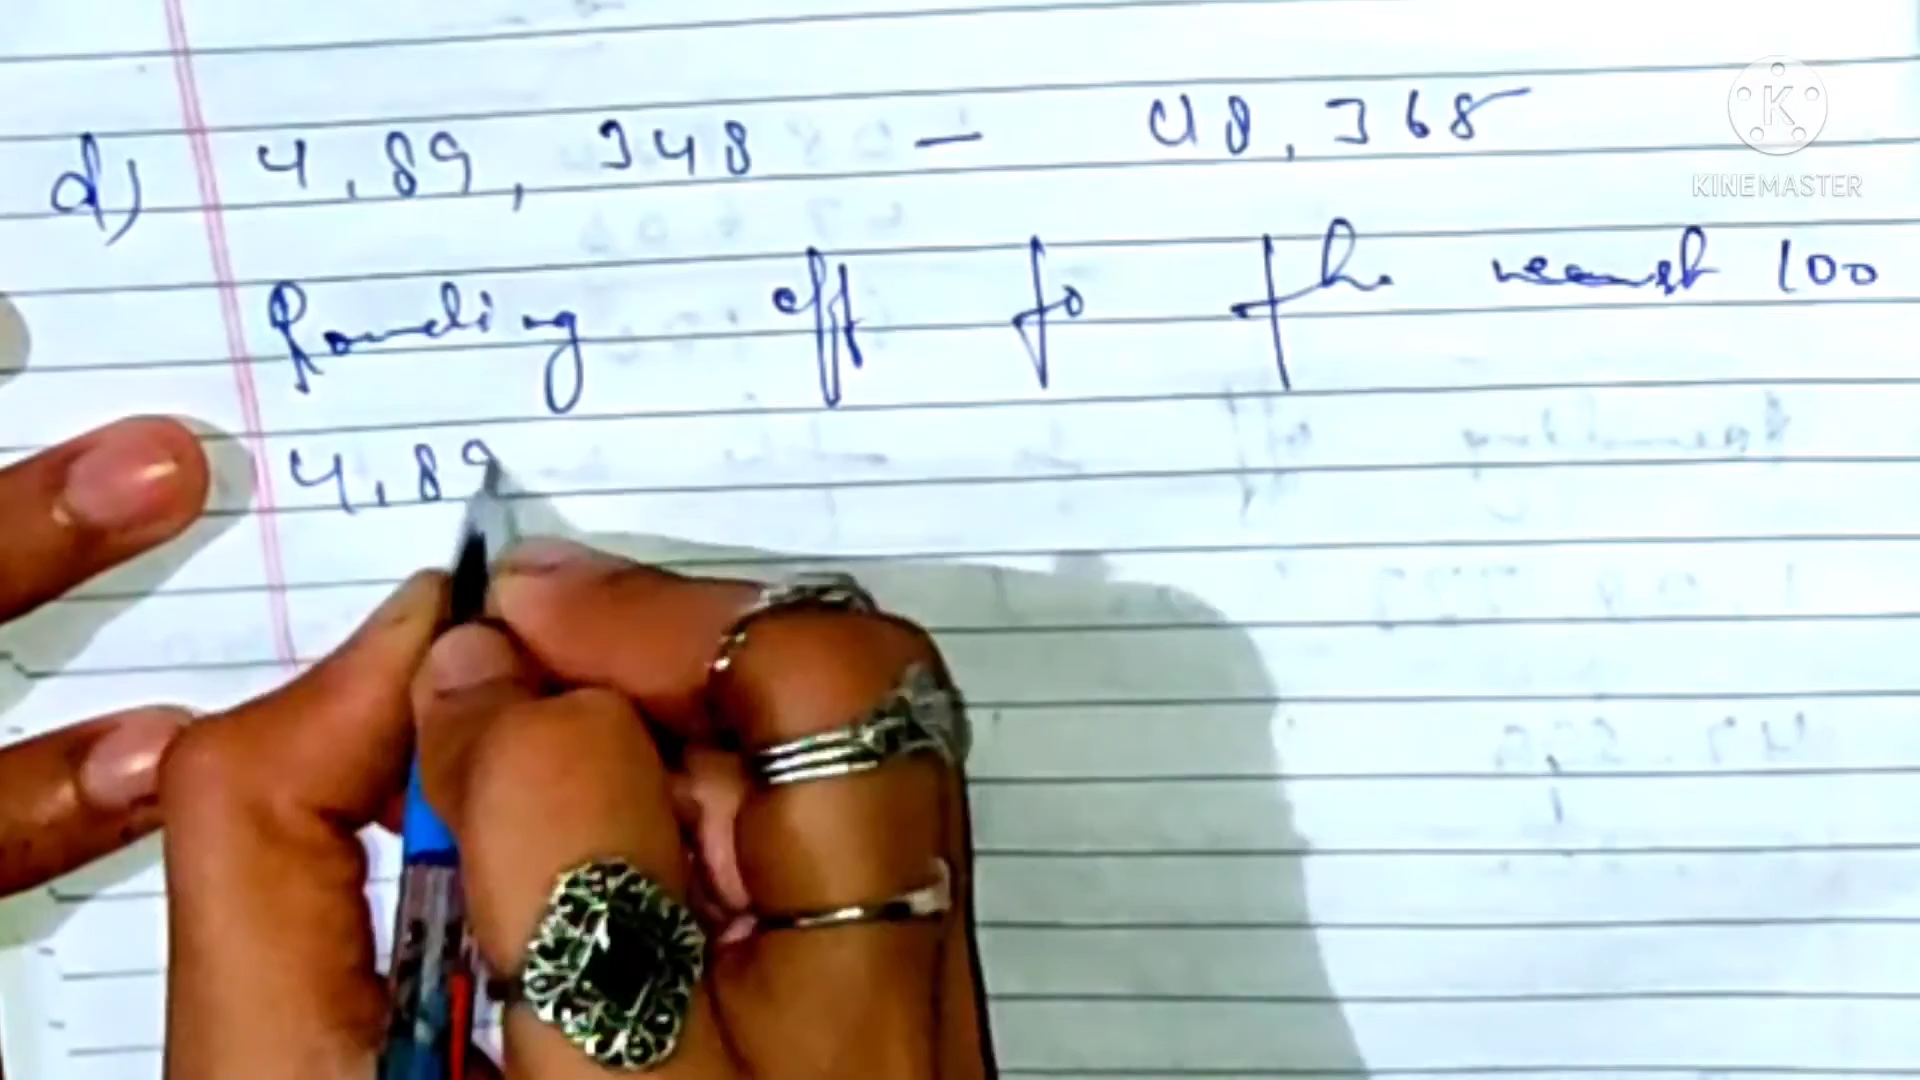 d) 4,89,348 – 48,368
Rounding off to the nearest 100
4,89
K
KINEMASTER